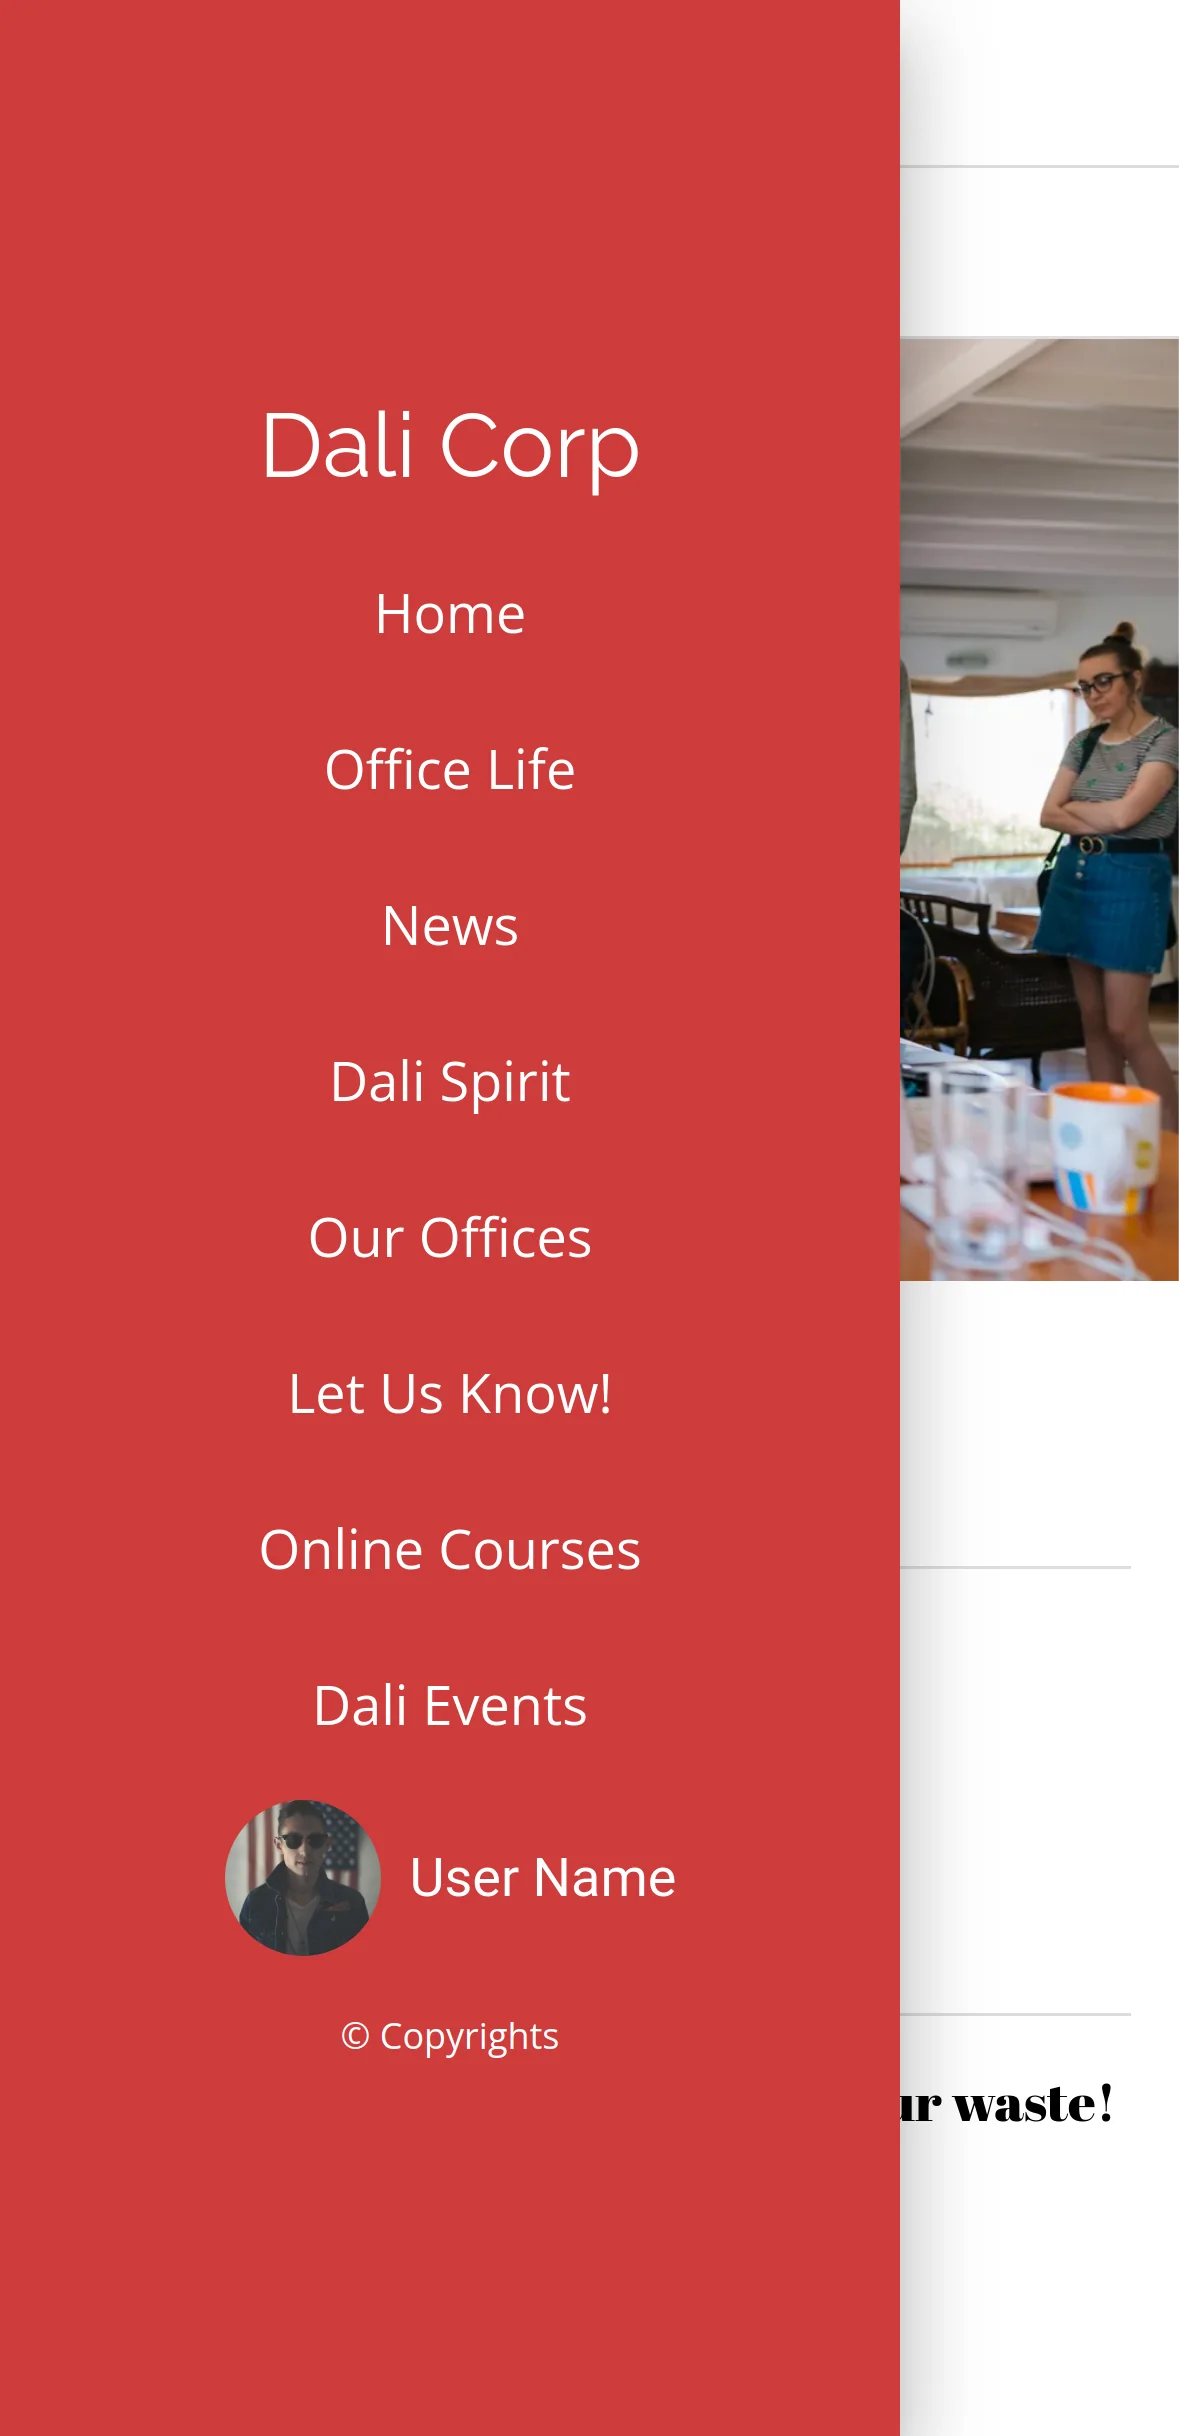 Dali Corp
Home
Office Life
News
Dali Spirit
Our Offices
Let Us Know!
Online Courses
Dali Events
User Name
© Copyrights
waste!